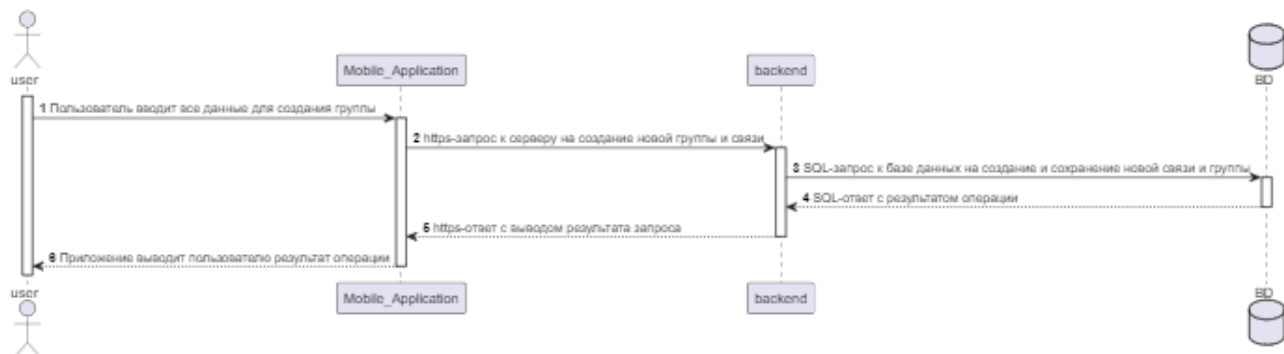 user
Mobile_Application
backend
BD
1 Пользователь вводит все данные для создания группы
2 https-запрос к серверу на создание новой группы и связи
3 SQL-запрос к базе данных на создание и сохранение новой связи и группы
4 SQL-ответ с результатом операции
5 https-ответ с выводом результата запроса
6 Приложение выводит пользователю результат операции
user
Mobile_Application
backend
BD